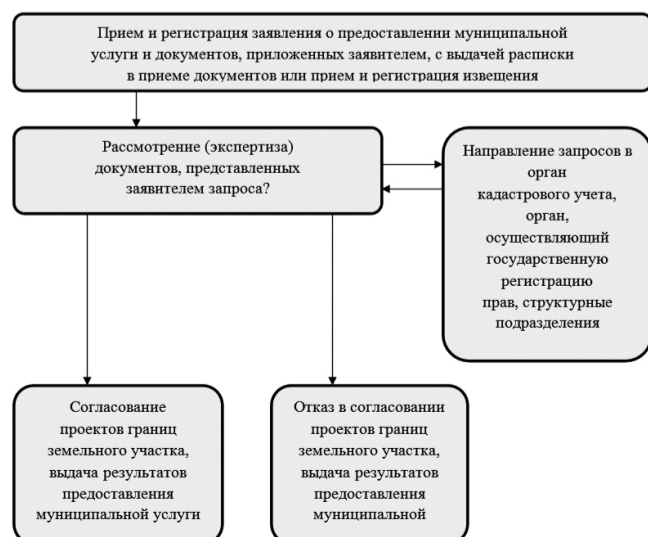 Прием и регистрация заявления о предоставлении муниципальной
услуги и документов, приложенных заявителем, с выдачей расписки
в приеме документов или прием и регистрация извещения
Рассмотрение (экспертиза)
документов, представленных
заявителем запроса?
Направление запросов в
орган
кадастрового учета,
орган,
осуществляющий
государственную
регистрацию
прав, структурные
подразделения
Согласование
проектов границ
земельного участка,
выдача результатов
предоставления
муниципальной услуги
Отказ в согласовании
проектов границ
земельного участка,
выдача результатов
предоставления
муниципальной